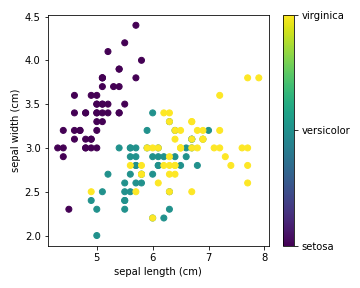 4.5
4.0
3.5
3.0
2.5
2.0
sepal width (cm)
5
6
7
8
sepal length (cm)
virginica
versicolor
setosa